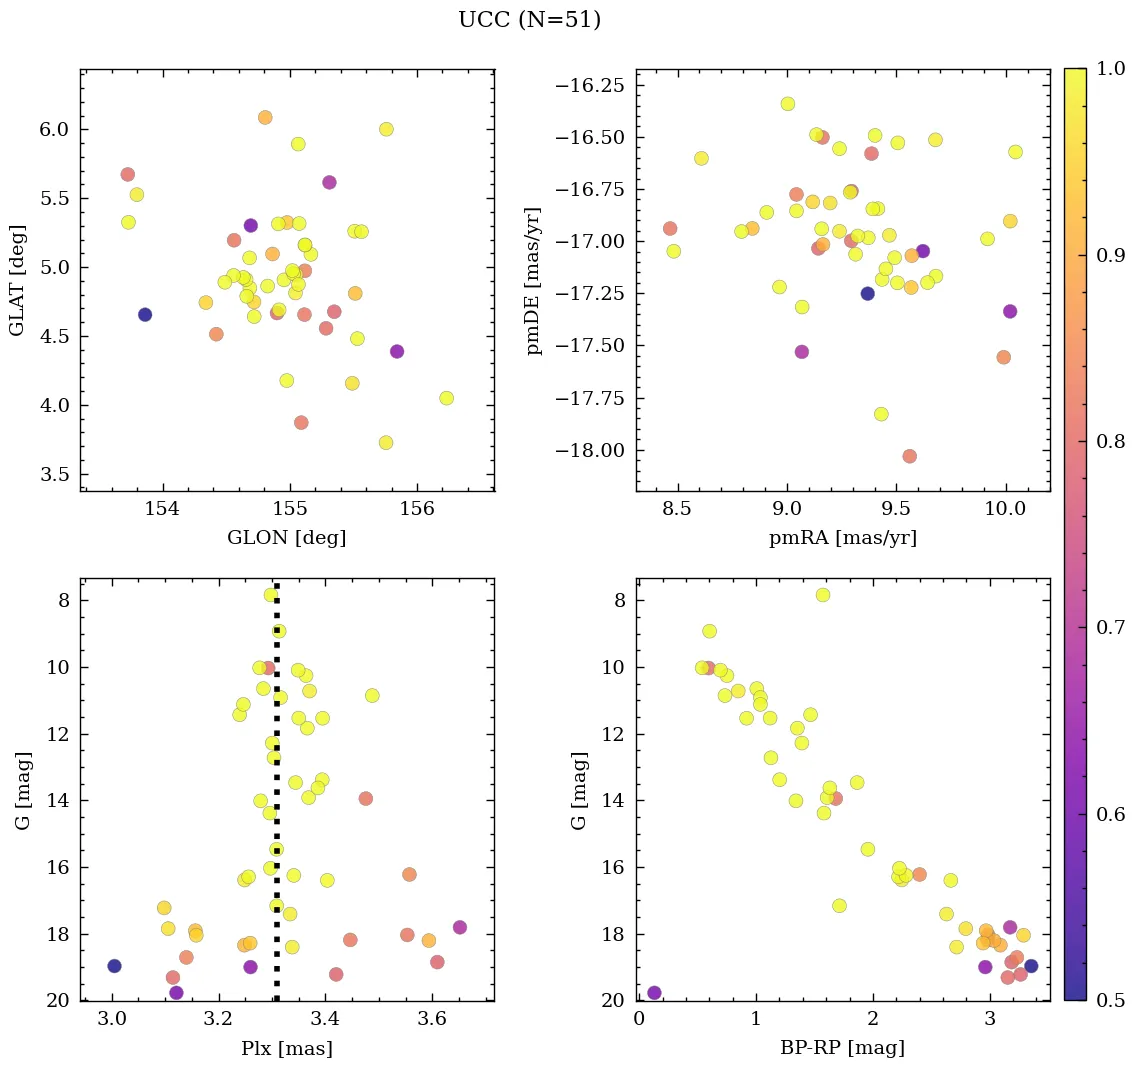 UCC (N=51)
6.0
5.5
5.0
4.5
4.0
3.5
GLAT [deg]
154 155 156
GLON [deg]
−16.25
−16.50
−16.75
−17.00
−17.25
−17.50
−17.75
−18.00
pmDE [mas/yr]
8.5 9.0 9.5 10.0
pmRA [mas/yr]
1.0
0.9
0.8
0.7
0.6
0.5
8
10
12
14
16
18
20
G [mag]
3.0 3.2 3.4 3.6
Plx [mas]
8
10
12
14
16
18
20
G [mag]
0 1 2 3
BP-RP [mag]